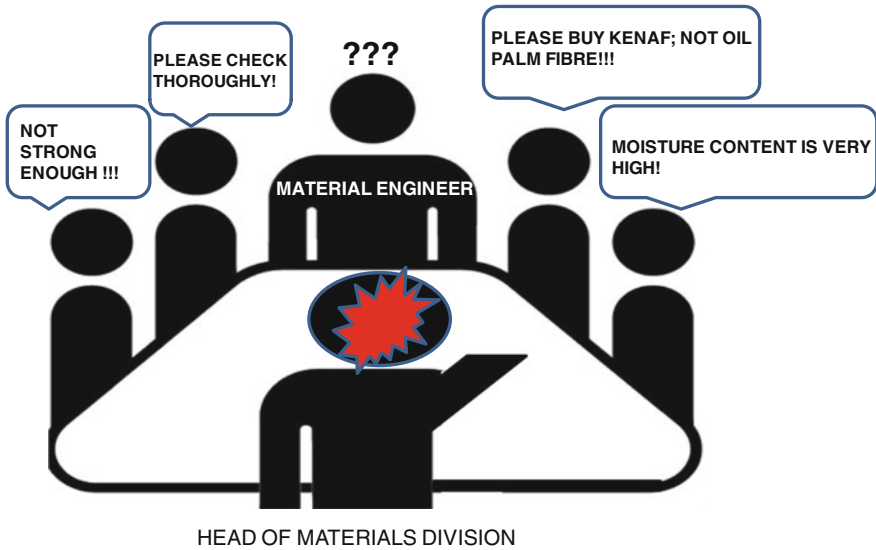 ???
PLEASE CHECK
THOROUGHLY!
PLEASE BUY KENAF; NOT OIL
PALM FIBRE!!!
NOT
STRONG
ENOUGH !!!
MOISTURE CONTENT IS VERY
HIGH!
MATERIAL ENGINEER
HEAD OF MATERIALS DIVISION